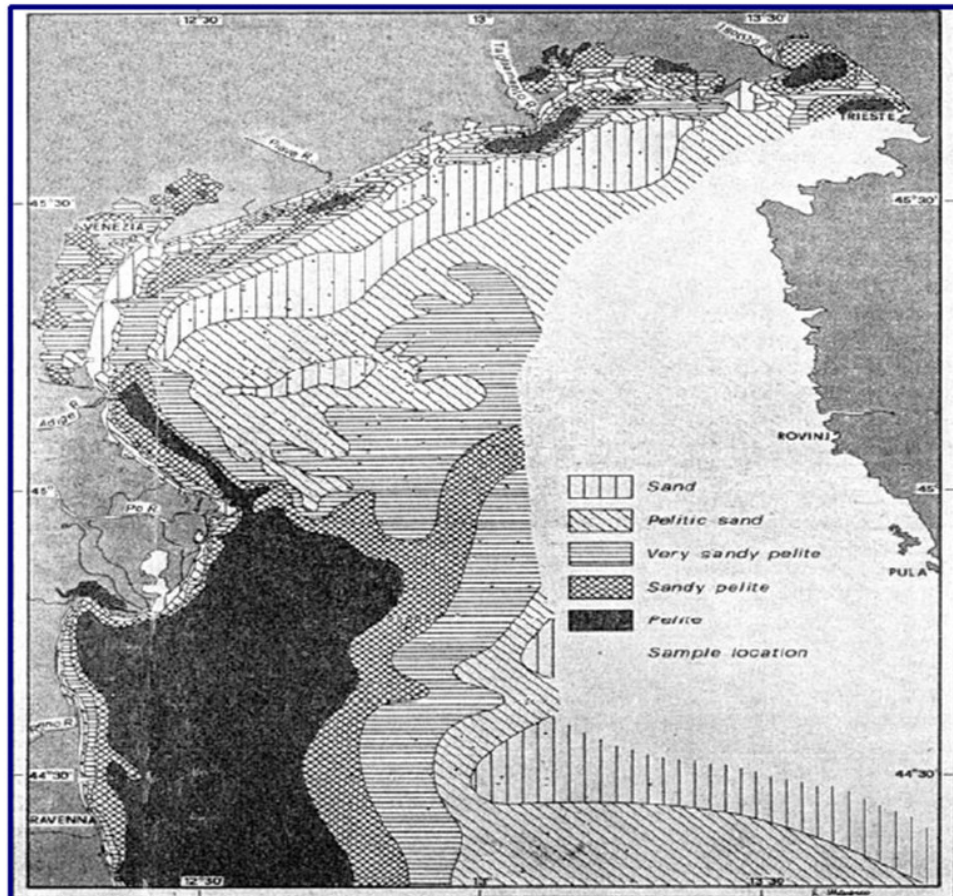 12°30'
13°
13°30'
Tagliamento R.
TRIESTE
Piave R.
45°30'
45°30'
VENEZIA
Adige R.
ROVINJ
45°
45°
Sand
Po R.
Pelitic sand
Very sandy pelite
PULA
Sandy pelite
Pelite
Sample location
44°30'
44°30'
RAVENNA
12°30'
13°
13°30'